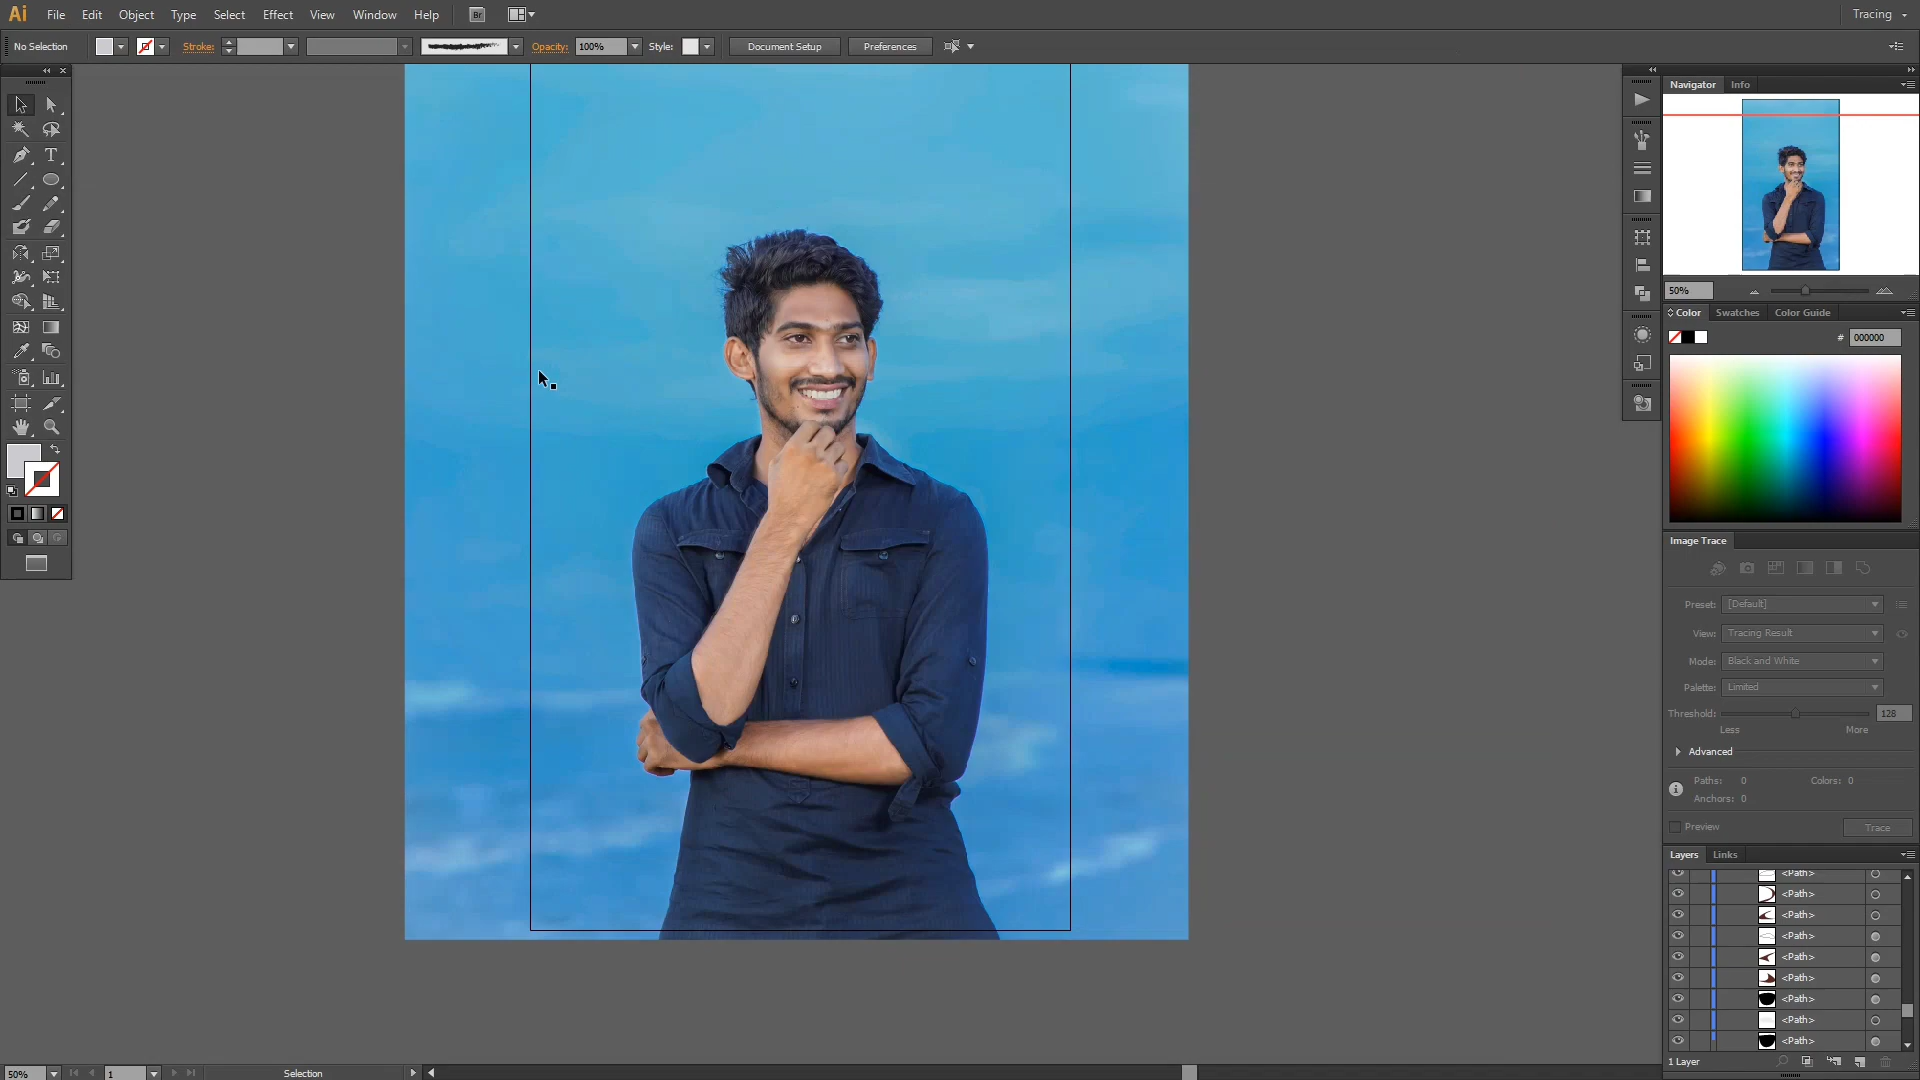 Ai File Edit Object Type Select Effect View Window Help Br Tracing
No Selection Stroke: Opacity: 100% Style: Document Setup Preferences
Navigator Info
50%
Color Swatches Color Guide
# 000000
Image Trace
Preset: [Default]
View: Tracing Result
Mode: Black and White
Palette: Limited
Threshold: 128
Less More
Advanced
Paths: 0 Colors: 0
Anchors: 0
Preview Trace
Layers Links
<Path>
<Path>
<Path>
<Path>
<Path>
<Path>
<Path>
<Path>
<Path>
1 Layer
50% 1 Selection